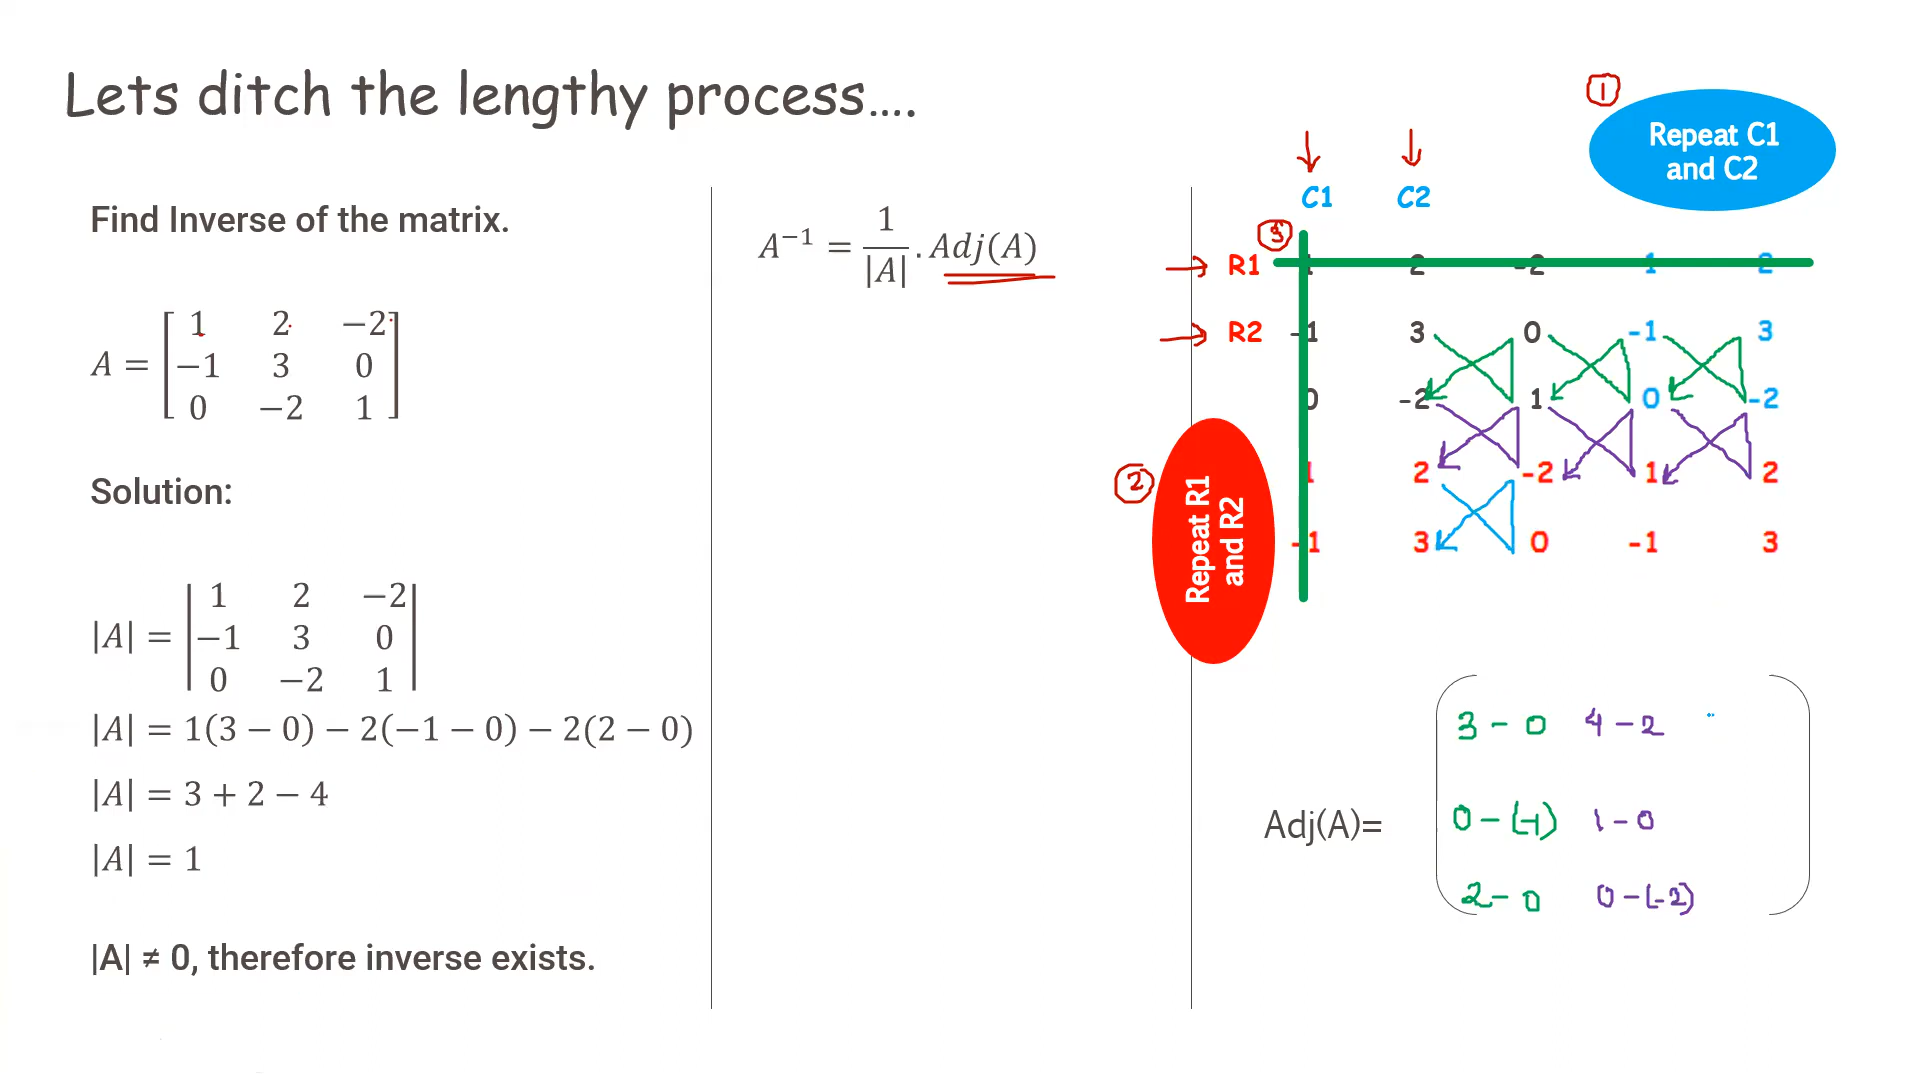 Lets ditch the lengthy process....
Find Inverse of the matrix.
A = [ 1 2 −2
−1 3 0
0 −2 1 ]
Solution:
|A| = | 1 2 −2
−1 3 0
0 −2 1 |
|A| = 1(3 − 0) − 2(−1 − 0) − 2(2 − 0)
|A| = 3 + 2 − 4
|A| = 1
|A| ≠ 0, therefore inverse exists.
A⁻¹ = 1/|A| . Adj(A)
1
Repeat C1
and C2
C1 C2
3
R1 1 2 -2 1 2
R2 -1 3 0 -1 3
0 -2 1 0 -2
2
Repeat R1
and R2
1 2 -2 1 2
-1 3 0 -1 3
Adj(A)=
3 - 0 4 - 2
0 - (-1) 1 - 0
2 - 0 0 - (-2)